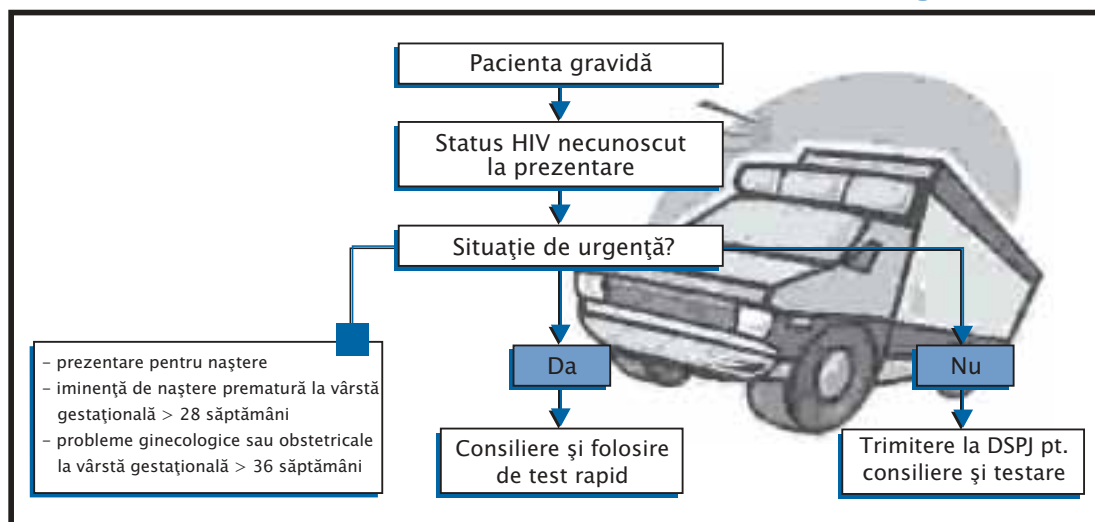 Pacienta gravidă
Status HIV necunoscut
la prezentare
Situaţie de urgenţă?
– prezentare pentru naştere
– iminenţă de naştere prematură la vârstă
gestaţională > 28 săptămâni
– probleme ginecologice sau obstetricale
la vârstă gestaţională > 36 săptămâni
Da
Nu
Consiliere şi folosire
de test rapid
Trimitere la DSPJ pt.
consiliere şi testare